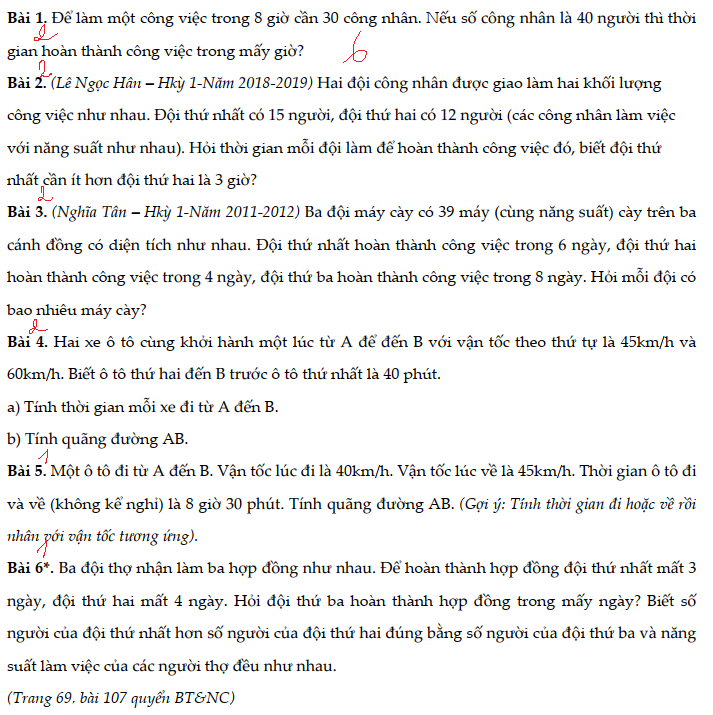 Bài 1. Để làm một công việc trong 8 giờ cần 30 công nhân. Nếu số công nhân là 40 người thì thời
2
gian hoàn thành công việc trong mấy giờ?
6
2
Bài 2. (Lê Ngọc Hân – Hkỳ 1-Năm 2018-2019) Hai đội công nhân được giao làm hai khối lượng
công việc như nhau. Đội thứ nhất có 15 người, đội thứ hai có 12 người (các công nhân làm việc
với năng suất như nhau). Hỏi thời gian mỗi đội làm để hoàn thành công việc đó, biết đội thứ
nhất cần ít hơn đội thứ hai là 3 giờ?
2
Bài 3. (Nghĩa Tân – Hkỳ 1-Năm 2011-2012) Ba đội máy cày có 39 máy (cùng năng suất) cày trên ba
cánh đồng có diện tích như nhau. Đội thứ nhất hoàn thành công việc trong 6 ngày, đội thứ hai
hoàn thành công việc trong 4 ngày, đội thứ ba hoàn thành công việc trong 8 ngày. Hỏi mỗi đội có
bao nhiêu máy cày?
2
Bài 4. Hai xe ô tô cùng khởi hành một lúc từ A để đến B với vận tốc theo thứ tự là 45km/h và
60km/h. Biết ô tô thứ hai đến B trước ô tô thứ nhất là 40 phút.
a) Tính thời gian mỗi xe đi từ A đến B.
b) Tính quãng đường AB.
1
Bài 5. Một ô tô đi từ A đến B. Vận tốc lúc đi là 40km/h. Vận tốc lúc về là 45km/h. Thời gian ô tô đi
và về (không kể nghỉ) là 8 giờ 30 phút. Tính quãng đường AB. (Gợi ý: Tính thời gian đi hoặc về rồi
nhân với vận tốc tương ứng).
1
Bài 6*. Ba đội thợ nhận làm ba hợp đồng như nhau. Để hoàn thành hợp đồng đội thứ nhất mất 3
ngày, đội thứ hai mất 4 ngày. Hỏi đội thứ ba hoàn thành hợp đồng trong mấy ngày? Biết số
người của đội thứ nhất hơn số người của đội thứ hai đúng bằng số người của đội thứ ba và năng
suất làm việc của các người thợ đều như nhau.
(Trang 69, bài 107 quyển BT&NC)